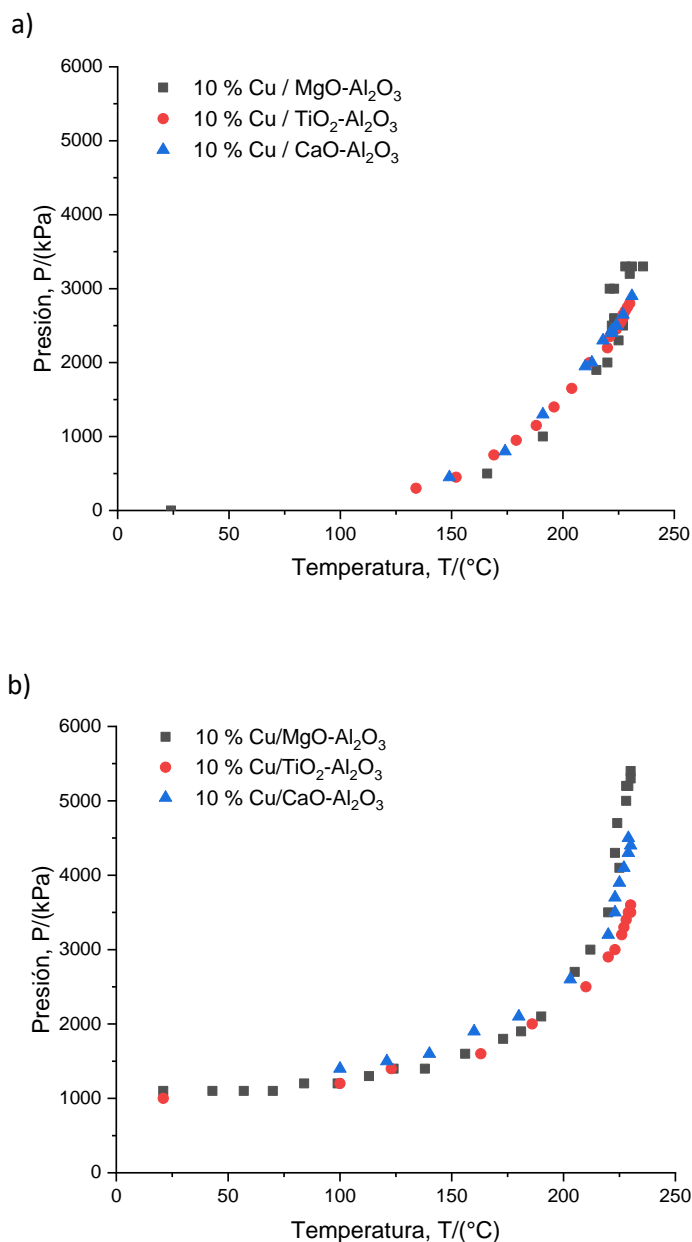 a)
6000
5000
4000
3000
2000
1000
0
Presión, P/(kPa)
10 % Cu / MgO-Al₂O₃
10 % Cu / TiO₂-Al₂O₃
10 % Cu / CaO-Al₂O₃
0 50 100 150 200 250
Temperatura, T/(°C)
b)
6000
5000
4000
3000
2000
1000
0
Presión, P/(kPa)
10 % Cu/MgO-Al₂O₃
10 % Cu/TiO₂-Al₂O₃
10 % Cu/CaO-Al₂O₃
0 50 100 150 200 250
Temperatura, T/(°C)